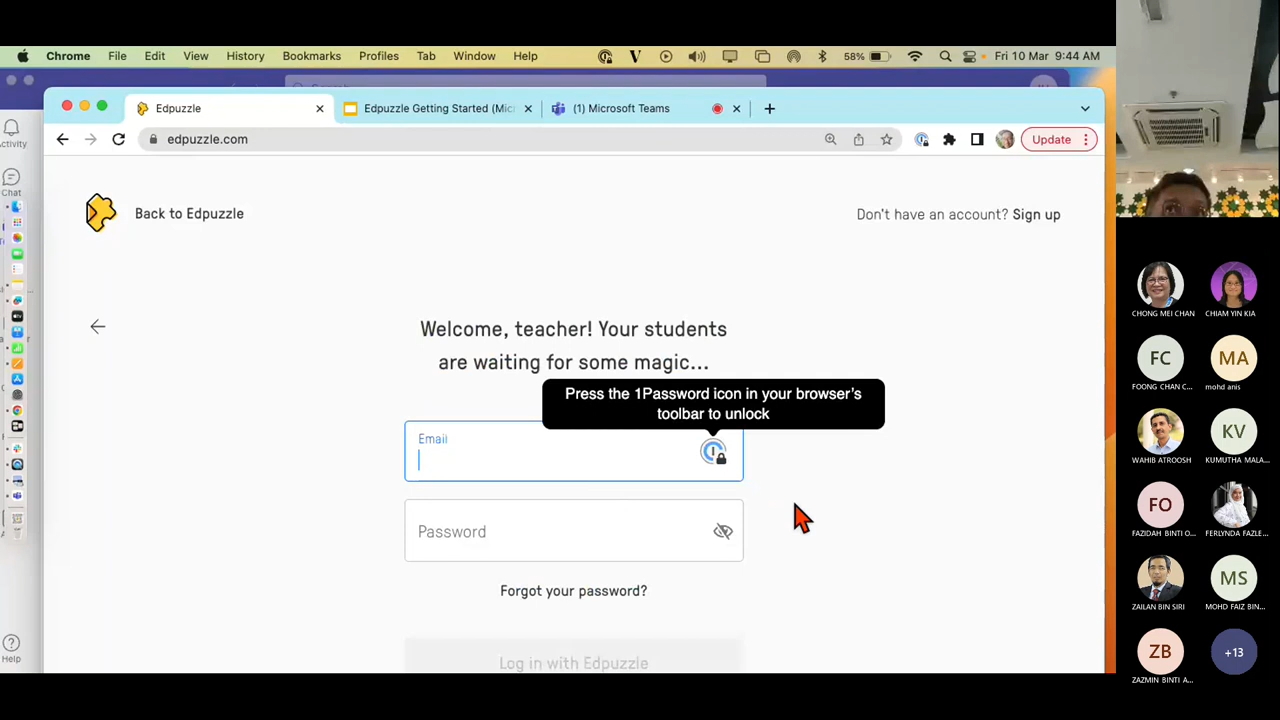 Chrome File Edit View History Bookmarks Profiles Tab Window Help
58% Fri 10 Mar 9:44 AM
Edpuzzle
Edpuzzle Getting Started (Micr
(1) Microsoft Teams
edpuzzle.com
Update
Activity
Chat
Help
Back to Edpuzzle
Don't have an account? Sign up
Welcome, teacher! Your students
are waiting for some magic...
Press the 1Password icon in your browser's
toolbar to unlock
Email
Password
Forgot your password?
Log in with Edpuzzle
CHONG MEI CHAN
CHIAM YIN KIA
FC
MA
FOONG CHAN C...
mohd anis
KV
WAHIB ATROOSH
KUMUTHA MALA...
FO
FAZIDAH BINTI O...
FERLYNDA FAZLE...
MS
ZAILAN BIN SIRI
MOHD FAIZ BIN...
ZB
+13
ZAZMIN BINTI A...